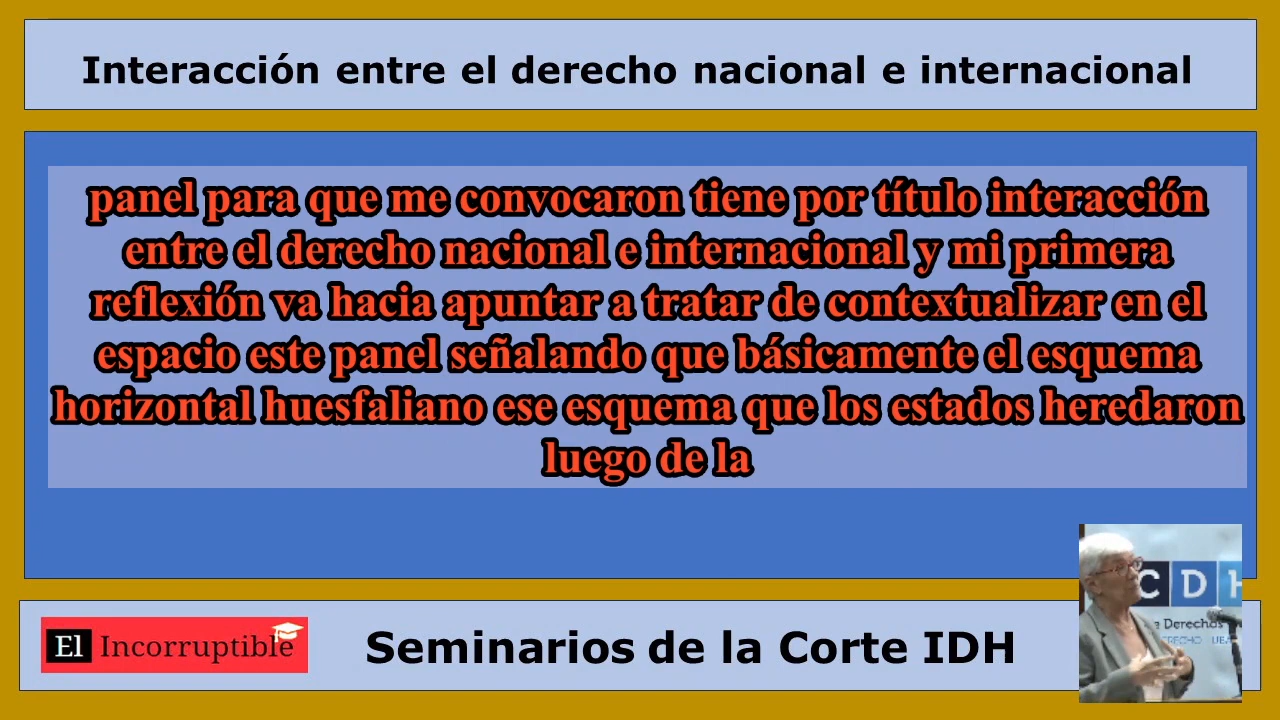 Interacción entre el derecho nacional e internacional
panel para que me convocaron tiene por título interacción
entre el derecho nacional e internacional y mi primera
reflexión va hacia apuntar a tratar de contextualizar en el
espacio este panel señalando que básicamente el esquema
horizontal huesfaliano ese esquema que los estados heredaron
luego de la
El Incorruptible
Seminarios de la Corte IDH
CDH
Derechos